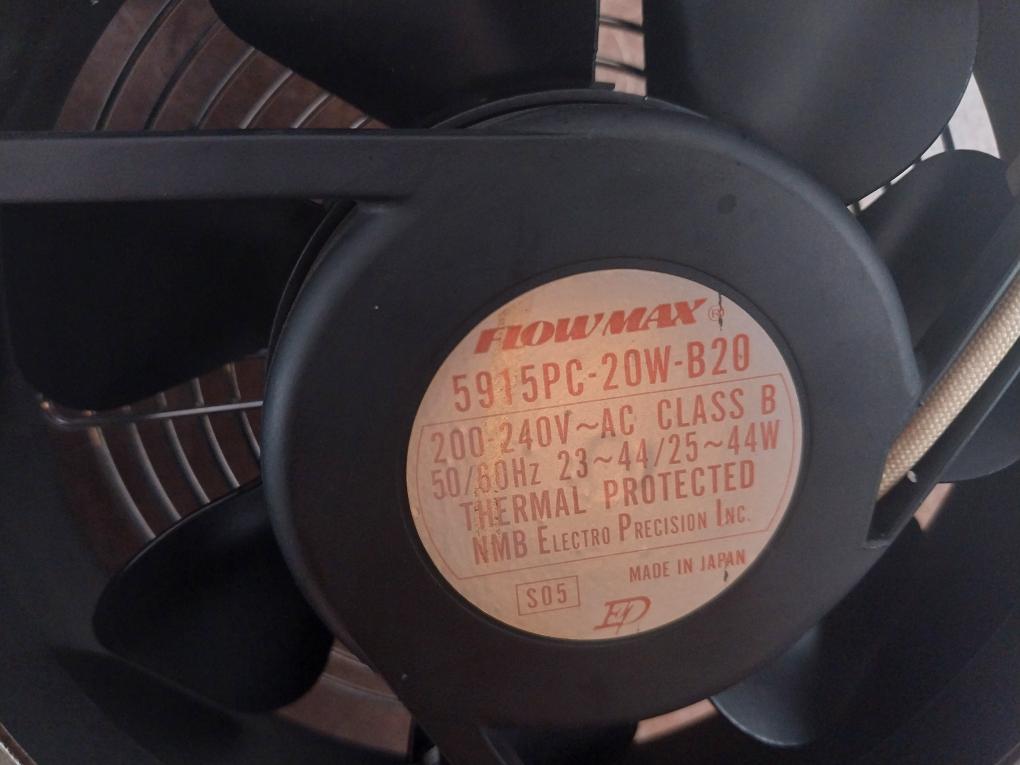 FLOWMAX ®
5915PC-20W-B20
200-240V~AC CLASS B
50/60Hz 23~44/25~44W
THERMAL PROTECTED
NMB ELECTRO PRECISION INC.
S05
MADE IN JAPAN
EP